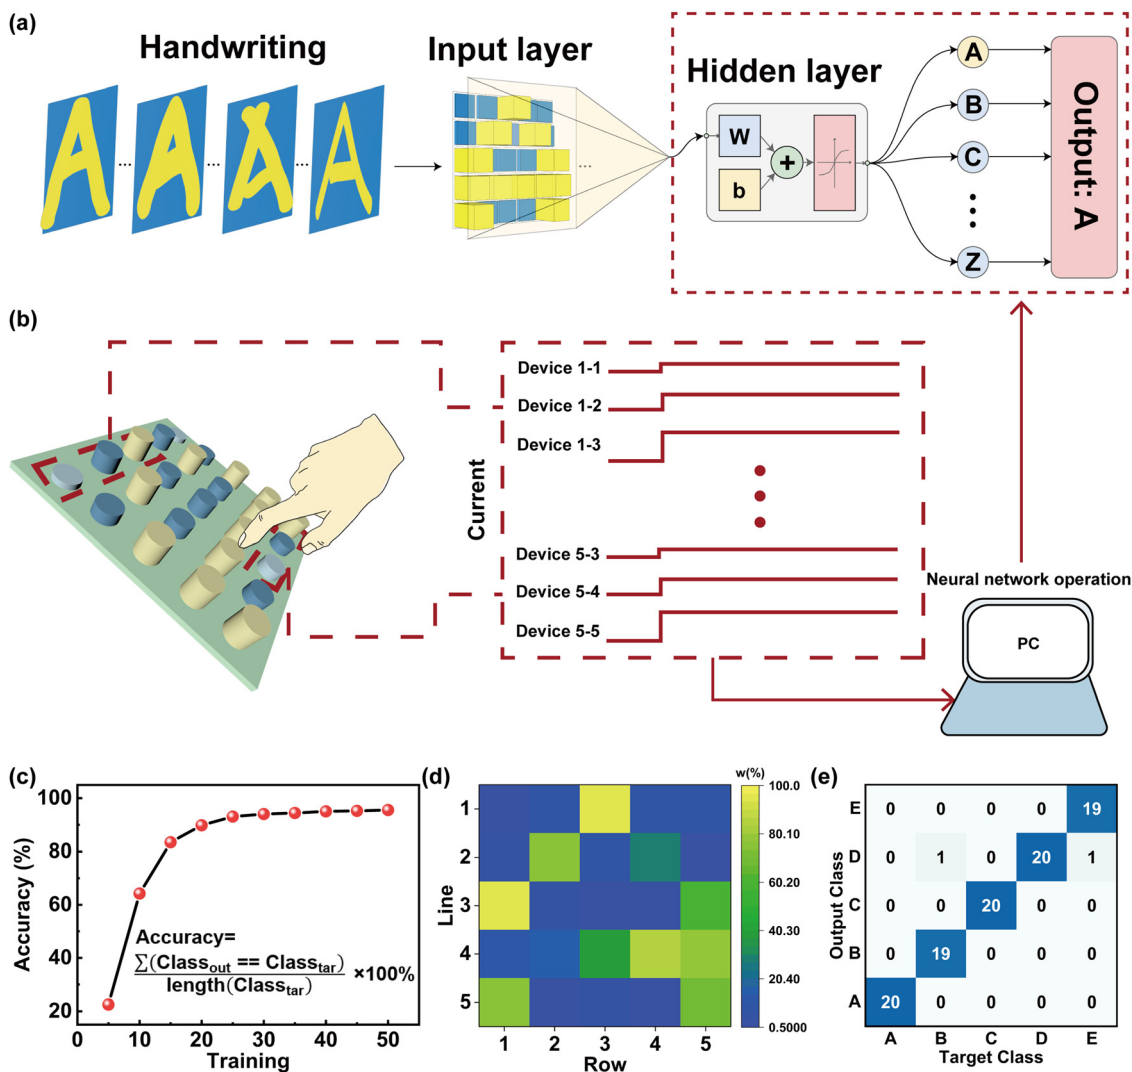 (a)
Handwriting
Input layer
Hidden layer
W
b
+
A
B
C
Z
Output: A
(b)
Current
Device 1-1
Device 1-2
Device 1-3
Device 5-3
Device 5-4
Device 5-5
Neural network operation
PC
(c)
Accuracy (%)
100
80
60
40
20
Accuracy=
∑(Class_out == Class_tar)
length(Class_tar)
×100%
10 20 30 40 50
Training
(d)
w(%)
Line
1
2
3
4
5
1 2 3 4 5
Row
100.0
80.10
60.20
40.30
20.40
0.5000
(e)
Output Class
E 0 0 0 0 19
D 0 1 0 20 1
C 0 0 20 0 0
B 0 19 0 0 0
A 20 0 0 0 0
A B C D E
Target Class